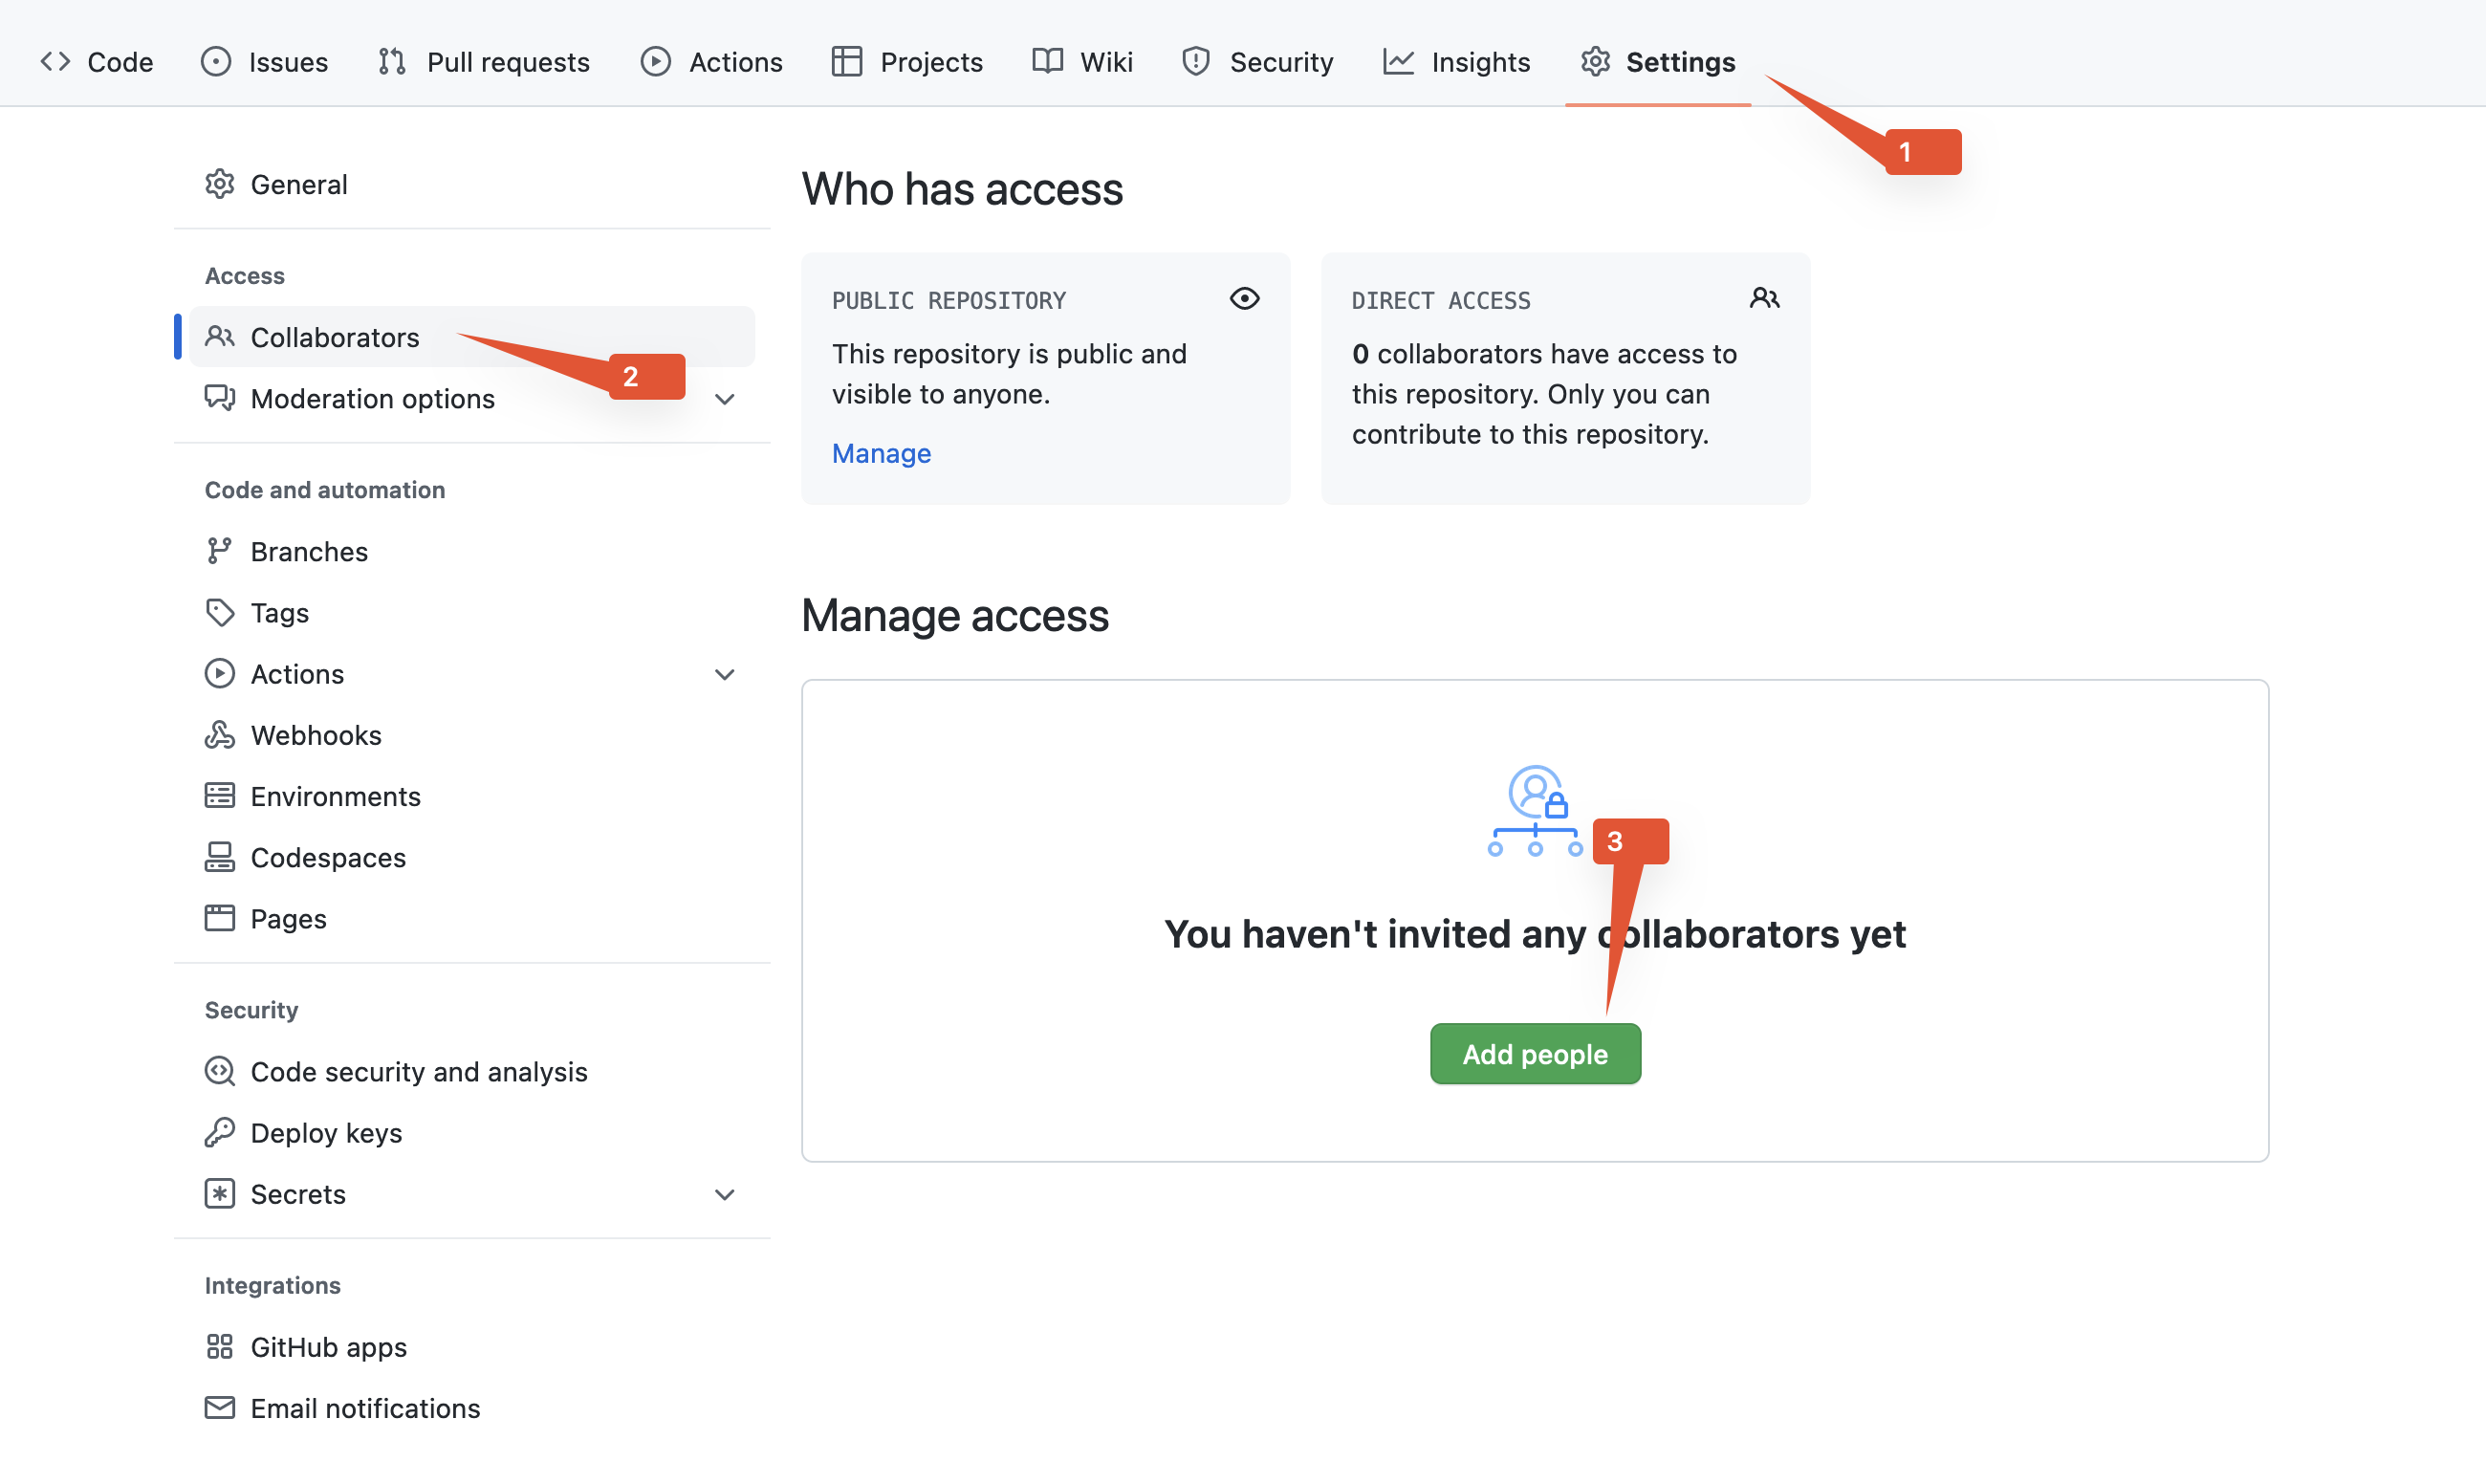 Code Issues Pull requests Actions Projects Wiki Security Insights Settings
1
General
Access
Collaborators
2
Moderation options
Code and automation
Branches
Tags
Actions
Webhooks
Environments
Codespaces
Pages
Security
Code security and analysis
Deploy keys
Secrets
Integrations
GitHub apps
Email notifications
Who has access
PUBLIC REPOSITORY
This repository is public and
visible to anyone.
Manage
DIRECT ACCESS
0 collaborators have access to
this repository. Only you can
contribute to this repository.
Manage access
3
You haven't invited any collaborators yet
Add people